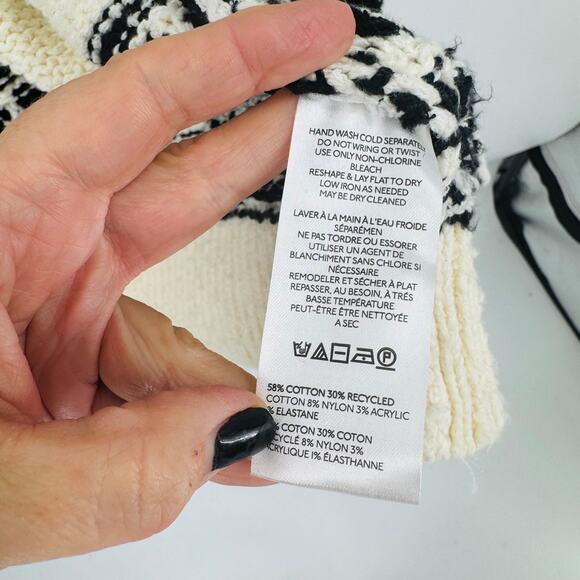 HAND WASH COLD SEPARATELY
DO NOT WRING OR TWIST
USE ONLY NON-CHLORINE
BLEACH
RESHAPE & LAY FLAT TO DRY
LOW IRON AS NEEDED
MAY BE DRY CLEANED
LAVER À LA MAIN À L'EAU FROIDE
SÉPARÉMEN
NE PAS TORDRE OU ESSORER
UTILISER UN AGENT DE
BLANCHIMENT SANS CHLORE SI
NÉCESSAIRE
REMODELER ET SÉCHER À PLAT
REPASSER, AU BESOIN, À TRÉS
BASSE TEMPÉRATURE
PEUT-ÊTRE ÊTRE NETTOYÉE
A SEC
P
58% COTTON 30% RECYCLED
COTTON 8% NYLON 3% ACRYLIC
% ELASTANE
% COTON 30% COTON
CYCLÉ 8% NYLON 3%
ACRYLIQUE 1% ÉLASTHANNE